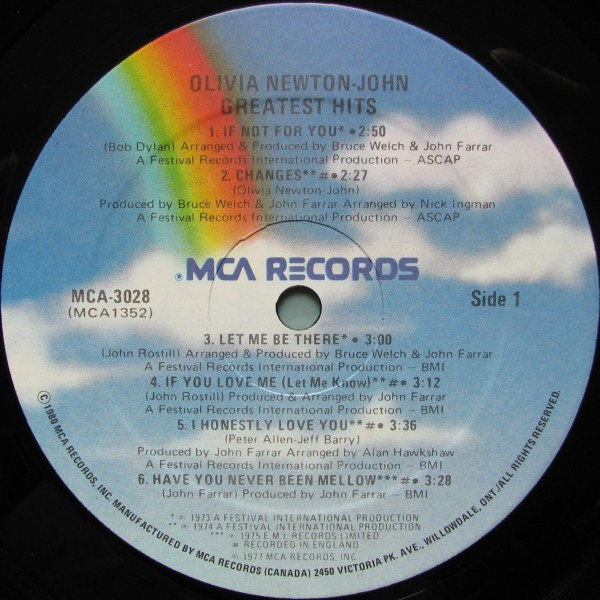 OLIVIA NEWTON-JOHN
GREATEST HITS
1. IF NOT FOR YOU* • 2:50
(Bob Dylan) Arranged & Produced by Bruce Welch & John Farrar
A Festival Records International Production – ASCAP
2. CHANGES** #• 2:27
(Olivia Newton-John)
Produced by Bruce Welch & John Farrar Arranged by Nick Ingman
A Festival Records International Production – ASCAP
® MCA RECORDS
MCA-3028
(MCA1352)
Side 1
3. LET ME BE THERE* • 3:00
(John Rostill) Arranged & Produced by Bruce Welch & John Farrar
A Festival Records International Production – BMI
4. IF YOU LOVE ME (Let Me Know)** #• 3:12
(John Rostill) Produced & Arranged by John Farrar
A Festival Records International Production – BMI
5. I HONESTLY LOVE YOU** #• 3:36
(Peter Allen-Jeff Barry)
Produced by John Farrar Arranged by Alan Hawkshaw
A Festival Records International Production – BMI
6. HAVE YOU NEVER BEEN MELLOW*** #• 3:28
(John Farrar) Produced by John Farrar – BMI
* ℗ 1973 A FESTIVAL INTERNATIONAL PRODUCTION
** ℗ 1974 A FESTIVAL INTERNATIONAL PRODUCTION
*** ℗ 1975 E.M.I. RECORDS LIMITED
# RECORDED IN ENGLAND
℗ 1977 MCA RECORDS, INC
© 1980 MCA RECORDS, INC. MANUFACTURED BY MCA RECORDS (CANADA) 2450 VICTORIA PK. AVE., WILLOWDALE, ONT./ALL RIGHTS RESERVED.